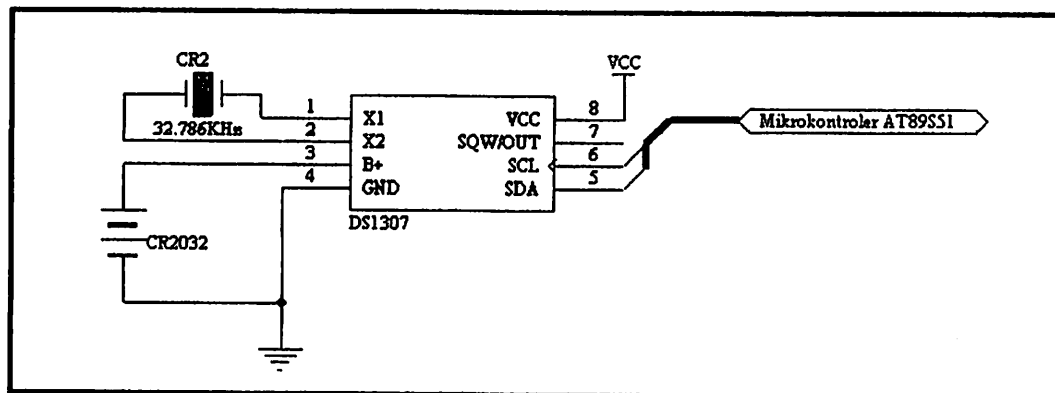 CR2
32.786KHz
1
2
3
4
X1
X2
B+
GND
VCC
SQW/OUT
SCL
SDA
8
7
6
5
VCC
DS1307
CR2032
Mikrokontroler AT89S51